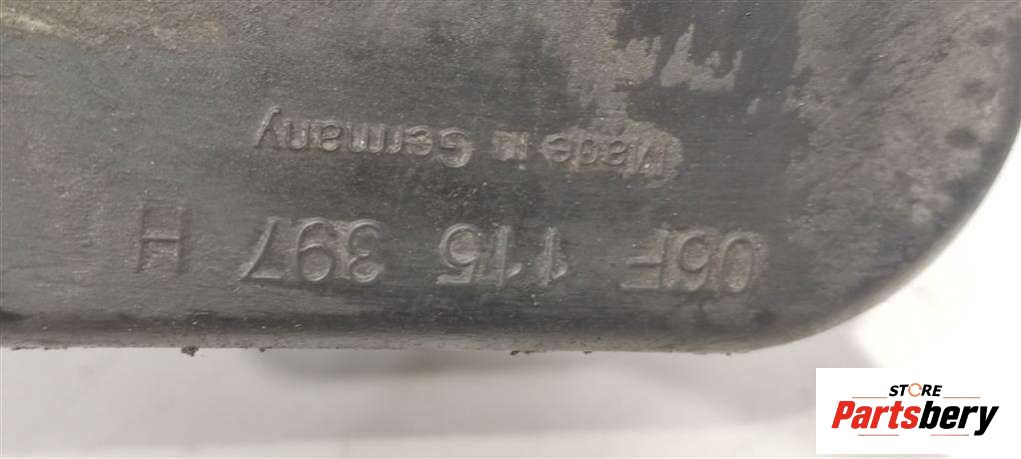 06F 115 397 H
Made in Germany
STORE
Partsbery